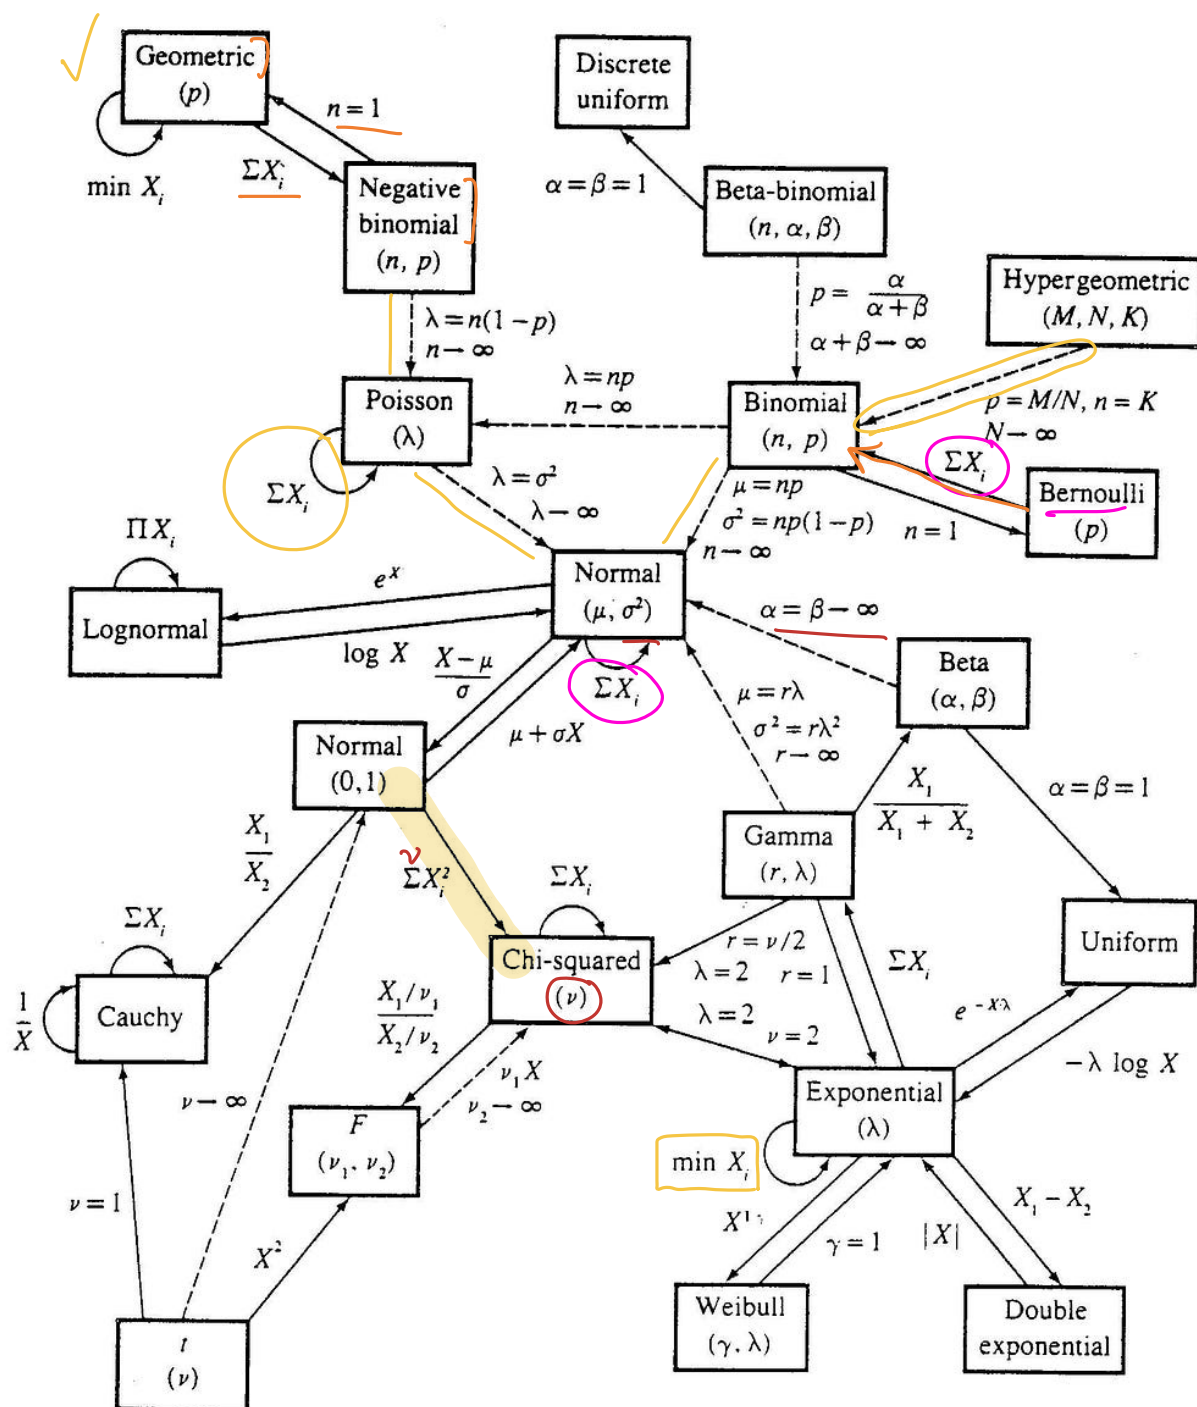 Geometric
(p)
n = 1
min X_i
ΣX_i
Negative
binomial
(n, p)
Discrete
uniform
α = β = 1
Beta-binomial
(n, α, β)
Hypergeometric
(M, N, K)
p = α / (α + β)
α + β → ∞
λ = n(1 − p)
n → ∞
λ = np
n → ∞
p = M/N, n = K
N → ∞
Poisson
(λ)
Binomial
(n, p)
ΣX_i
ΣX_i
Bernoulli
(p)
λ = σ²
λ → ∞
μ = np
σ² = np(1 − p)
n → ∞
n = 1
ΠX_i
Lognormal
e^X
log X
Normal
(μ, σ²)
ΣX_i
α = β → ∞
Beta
(α, β)
(X − μ) / σ
μ + σX
μ = rλ
σ² = rλ²
r → ∞
Normal
(0, 1)
X_1 / (X_1 + X_2)
α = β = 1
X_1 / X_2
ν
ΣX_i²
ΣX_i
Gamma
(r, λ)
ΣX_i
Cauchy
1 / X
Chi-squared
(ν)
r = ν/2
λ = 2
r = 1
ΣX_i
Uniform
λ = 2
ν = 2
e^−X/λ
−λ log X
(X_1/ν_1) / (X_2/ν_2)
ν_1 X
ν_2 → ∞
ν → ∞
F
(ν_1, ν_2)
Exponential
(λ)
min X_i
ν = 1
X²
γ = 1
|X|
X_1 − X_2
Weibull
(γ, λ)
Double
exponential
t
(ν)